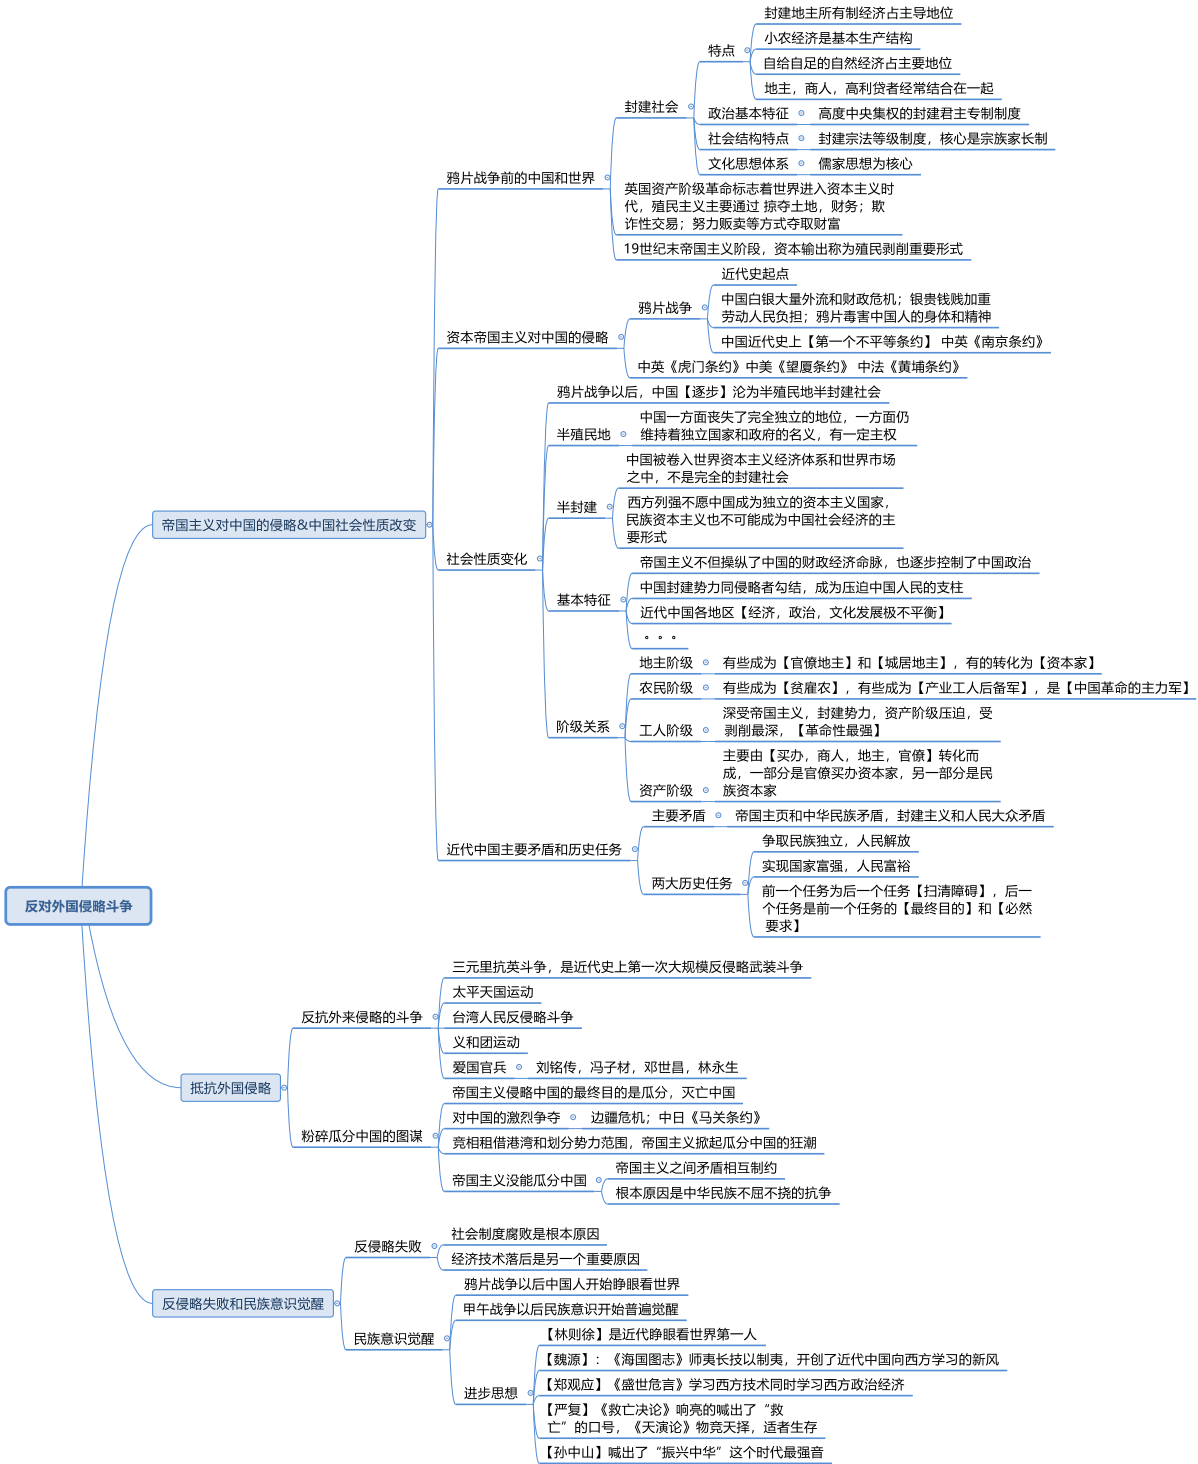 反对外国侵略斗争
帝国主义对中国的侵略&中国社会性质改变
鸦片战争前的中国和世界
封建社会
特点
封建地主所有制经济占主导地位
小农经济是基本生产结构
自给自足的自然经济占主要地位
地主，商人，高利贷者经常结合在一起
政治基本特征
高度中央集权的封建君主专制制度
社会结构特点
封建宗法等级制度，核心是宗族家长制
文化思想体系
儒家思想为核心
英国资产阶级革命标志着世界进入资本主义时
代，殖民主义主要通过 掠夺土地，财务；欺
诈性交易；努力贩卖等方式夺取财富
19世纪末帝国主义阶段，资本输出称为殖民剥削重要形式
资本帝国主义对中国的侵略
鸦片战争
近代史起点
中国白银大量外流和财政危机；银贵钱贱加重
劳动人民负担；鸦片毒害中国人的身体和精神
中国近代史上【第一个不平等条约】 中英《南京条约》
中英《虎门条约》中美《望厦条约》 中法《黄埔条约》
社会性质变化
鸦片战争以后，中国【逐步】沦为半殖民地半封建社会
半殖民地
中国一方面丧失了完全独立的地位，一方面仍
维持着独立国家和政府的名义，有一定主权
半封建
中国被卷入世界资本主义经济体系和世界市场
之中，不是完全的封建社会
西方列强不愿中国成为独立的资本主义国家，
民族资本主义也不可能成为中国社会经济的主
要形式
基本特征
帝国主义不但操纵了中国的财政经济命脉，也逐步控制了中国政治
中国封建势力同侵略者勾结，成为压迫中国人民的支柱
近代中国各地区【经济，政治，文化发展极不平衡】
。。。
阶级关系
地主阶级
有些成为【官僚地主】和【城居地主】，有的转化为【资本家】
农民阶级
有些成为【贫雇农】，有些成为【产业工人后备军】，是【中国革命的主力军】
工人阶级
深受帝国主义，封建势力，资产阶级压迫，受
剥削最深，【革命性最强】
资产阶级
主要由【买办，商人，地主，官僚】转化而
成，一部分是官僚买办资本家，另一部分是民
族资本家
近代中国主要矛盾和历史任务
主要矛盾
帝国主页和中华民族矛盾，封建主义和人民大众矛盾
两大历史任务
争取民族独立，人民解放
实现国家富强，人民富裕
前一个任务为后一个任务【扫清障碍】，后一
个任务是前一个任务的【最终目的】和【必然
要求】
抵抗外国侵略
反抗外来侵略的斗争
三元里抗英斗争，是近代史上第一次大规模反侵略武装斗争
太平天国运动
台湾人民反侵略斗争
义和团运动
爱国官兵
刘铭传，冯子材，邓世昌，林永生
粉碎瓜分中国的图谋
帝国主义侵略中国的最终目的是瓜分，灭亡中国
对中国的激烈争夺
边疆危机；中日《马关条约》
竞相租借港湾和划分势力范围，帝国主义掀起瓜分中国的狂潮
帝国主义没能瓜分中国
帝国主义之间矛盾相互制约
根本原因是中华民族不屈不挠的抗争
反侵略失败和民族意识觉醒
反侵略失败
社会制度腐败是根本原因
经济技术落后是另一个重要原因
民族意识觉醒
鸦片战争以后中国人开始睁眼看世界
甲午战争以后民族意识开始普遍觉醒
进步思想
【林则徐】是近代睁眼看世界第一人
【魏源】：《海国图志》师夷长技以制夷，开创了近代中国向西方学习的新风
【郑观应】《盛世危言》学习西方技术同时学习西方政治经济
【严复】《救亡决论》响亮的喊出了“救
亡”的口号，《天演论》物竞天择，适者生存
【孙中山】喊出了“振兴中华”这个时代最强音